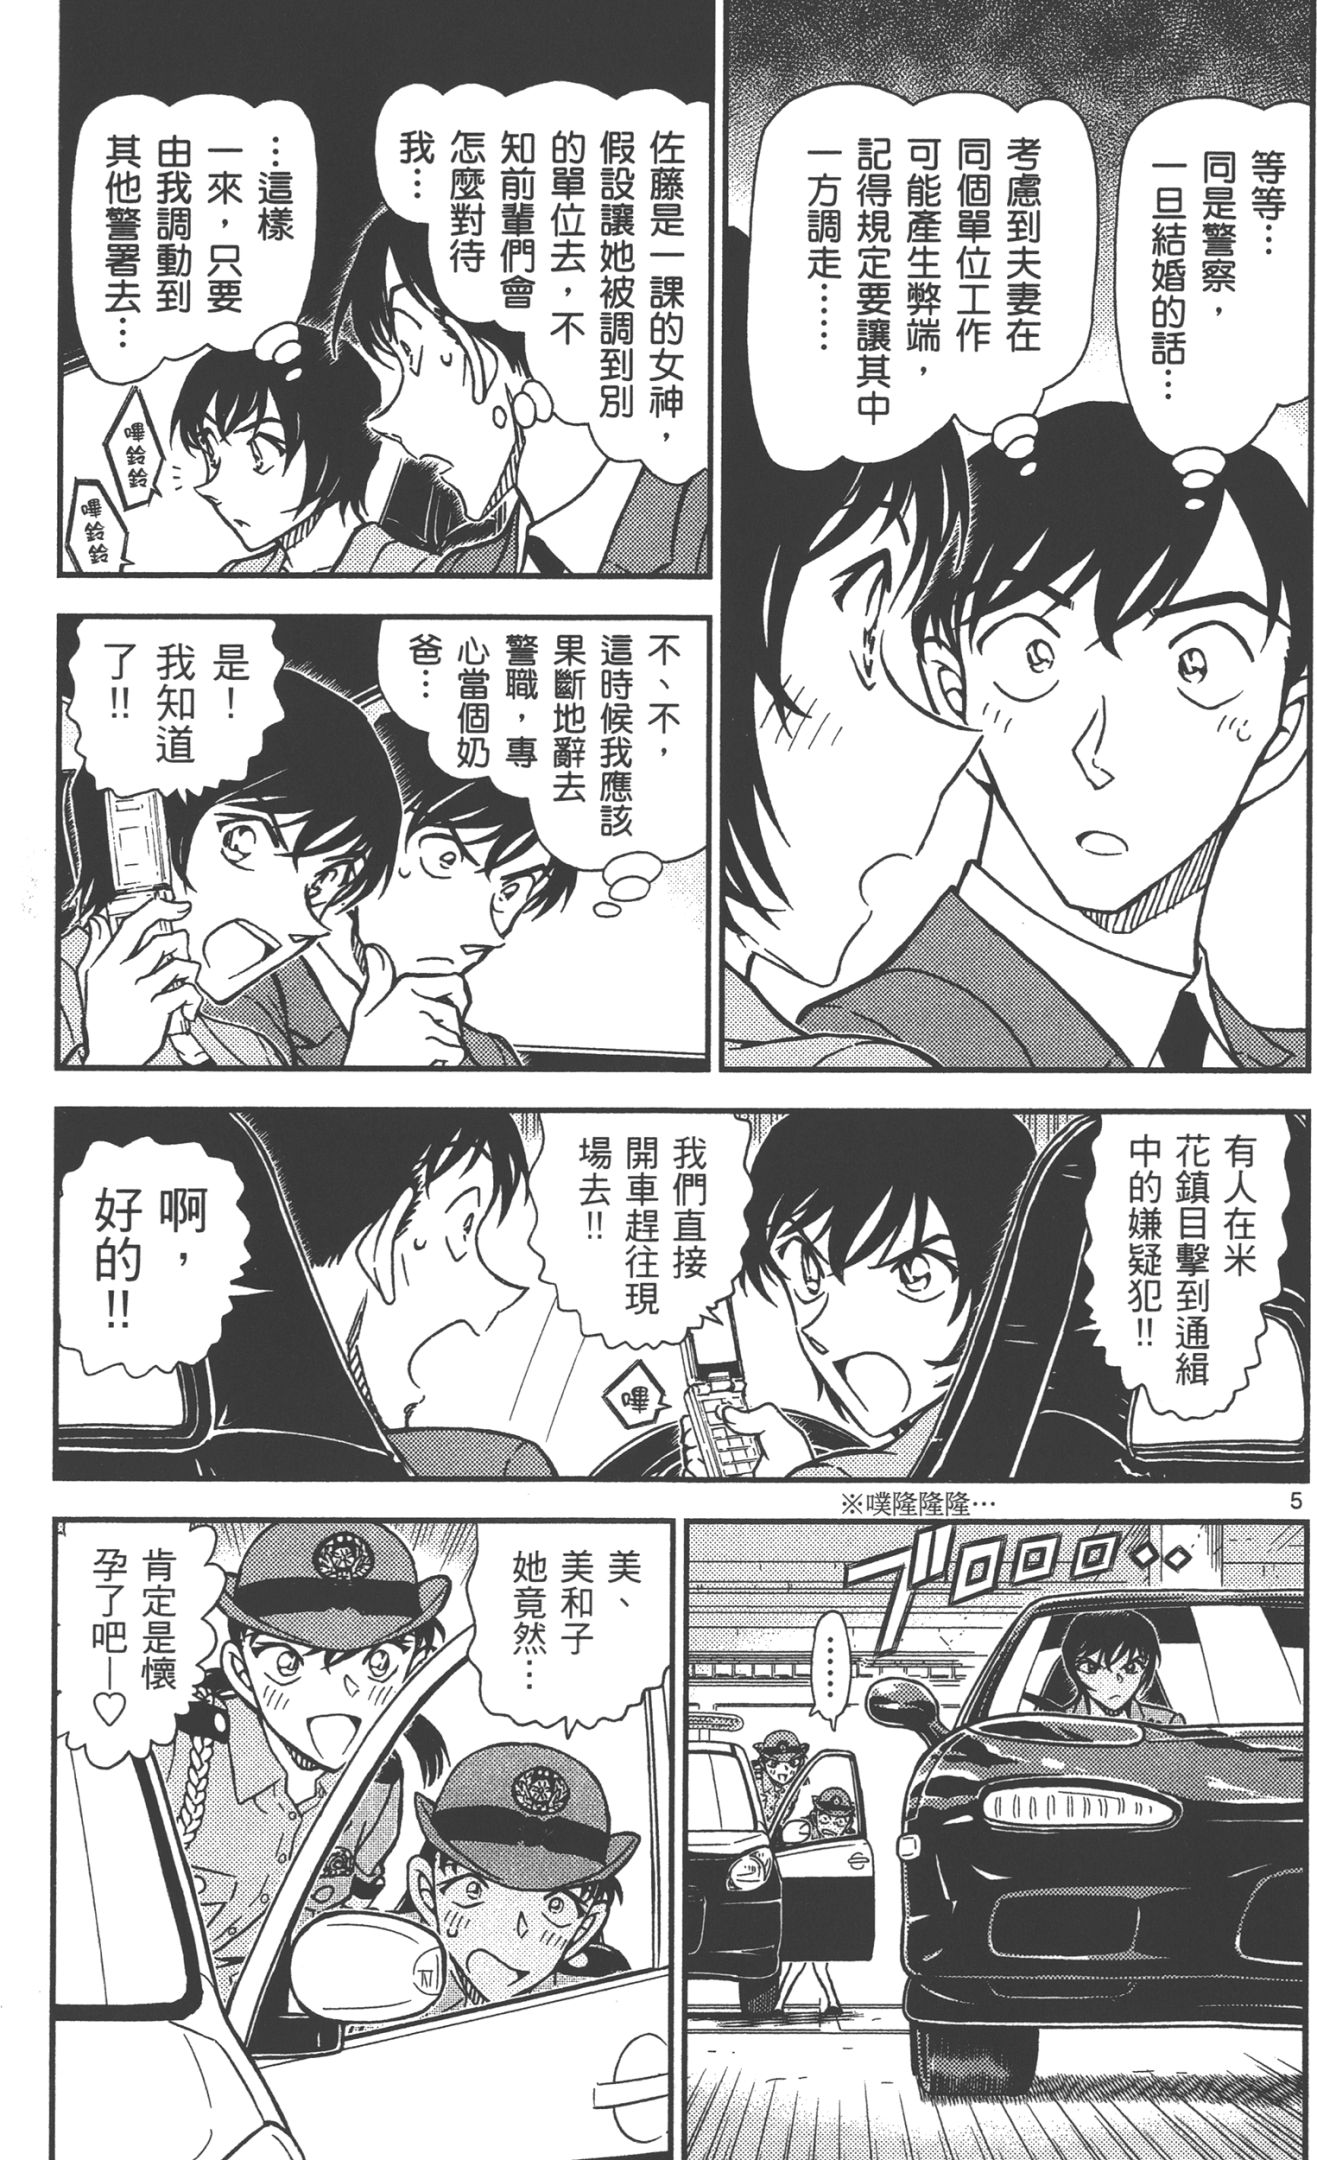 等等…
同是警察，
一旦結婚的話…
考慮到夫妻在
同個單位工作
可能產生弊端，
記得規定要讓其中
一方調走……
佐藤是一課的女神，
假設讓她被調到別
的單位去，不
知前輩們會
怎麼對待
我…
…這樣
一來，只要
由我調動到
其他警署去…
嗶鈴鈴
嗶鈴鈴
不、不，
這時候我應該
果斷地辭去
警職，專
心當個奶
爸…
是！
我知道
了!!
有人在米
花鎮目擊到通緝
中的嫌疑犯!!
我們直接
開車趕往現
場去!!
嗶
啊，
好的!!
5
※噗隆隆隆…
ブロロロ…
……
美、
美和子
她竟然…
肯定是懷
孕了吧—♡